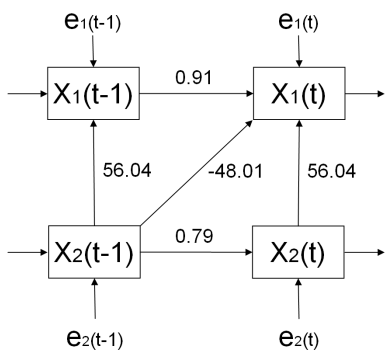 e1(t-1)
e1(t)
0.91
X1(t-1)
X1(t)
56.04
-48.01
56.04
0.79
X2(t-1)
X2(t)
e2(t-1)
e2(t)